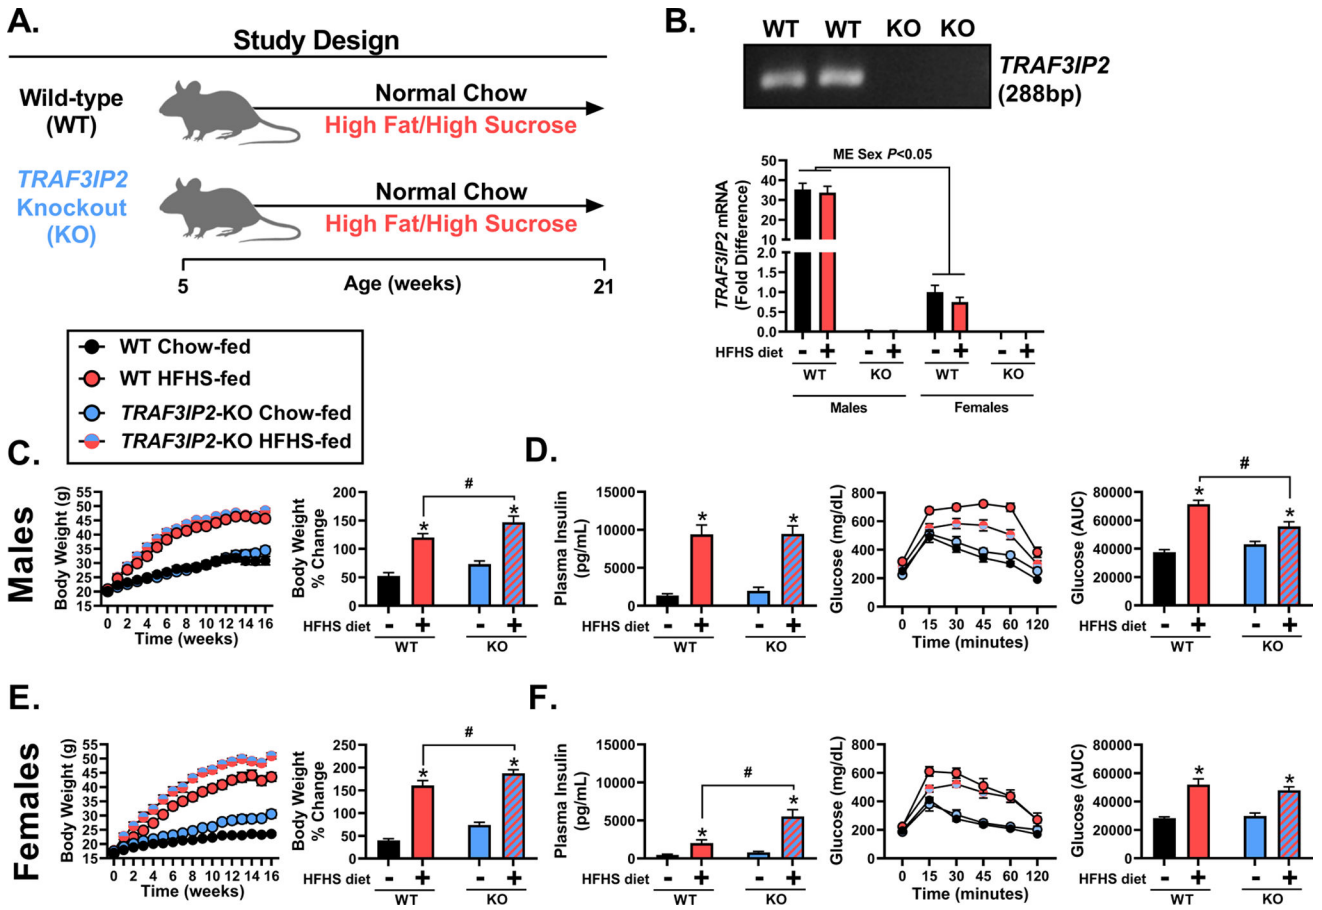 A.
Study Design
Wild-type
(WT)
Normal Chow
High Fat/High Sucrose
TRAF3IP2
Knockout
(KO)
Normal Chow
High Fat/High Sucrose
5
Age (weeks)
21
B.
WT WT KO KO
TRAF3IP2
(288bp)
ME Sex P<0.05
TRAF3IP2 mRNA
(Fold Difference)
50
40
30
20
10
2.0
1.5
1.0
0.5
0.0
HFHS diet - + - + - + - +
WT KO WT KO
Males Females
WT Chow-fed
WT HFHS-fed
TRAF3IP2-KO Chow-fed
TRAF3IP2-KO HFHS-fed
Males
C.
Body Weight (g)
55
50
45
40
35
30
25
20
15
0 2 4 6 8 10 12 14 16
Time (weeks)
Body Weight
% Change
200
150
100
50
0
* # *
HFHS diet - + - +
WT KO
D.
Plasma Insulin
(pg/mL)
15000
10000
5000
0
* *
HFHS diet - + - +
WT KO
Glucose (mg/dL)
800
600
400
200
0
0 15 30 45 60 120
Time (minutes)
Glucose (AUC)
80000
60000
40000
20000
0
* # *
HFHS diet - + - +
WT KO
Females
E.
Body Weight (g)
55
50
45
40
35
30
25
20
15
0 2 4 6 8 10 12 14 16
Time (weeks)
Body Weight
% Change
250
200
150
100
50
0
* # *
HFHS diet - + - +
WT KO
F.
Plasma Insulin
(pg/mL)
15000
10000
5000
0
* # *
HFHS diet - + - +
WT KO
Glucose (mg/dL)
800
600
400
200
0
0 15 30 45 60 120
Time (minutes)
Glucose (AUC)
80000
60000
40000
20000
0
* *
HFHS diet - + - +
WT KO